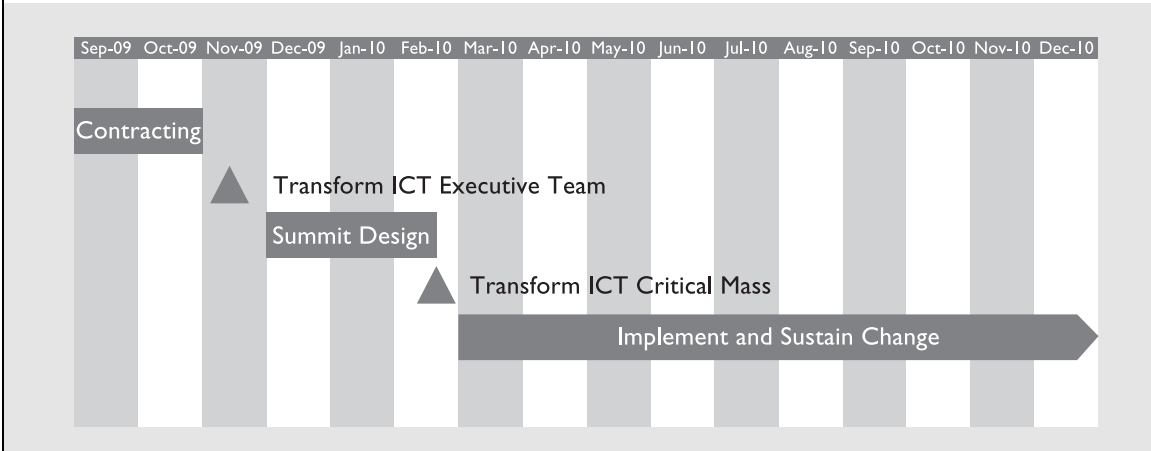 Sep-09 Oct-09 Nov-09 Dec-09 Jan-10 Feb-10 Mar-10 Apr-10 May-10 Jun-10 Jul-10 Aug-10 Sep-10 Oct-10 Nov-10 Dec-10
Contracting
Transform ICT Executive Team
Summit Design
Transform ICT Critical Mass
Implement and Sustain Change